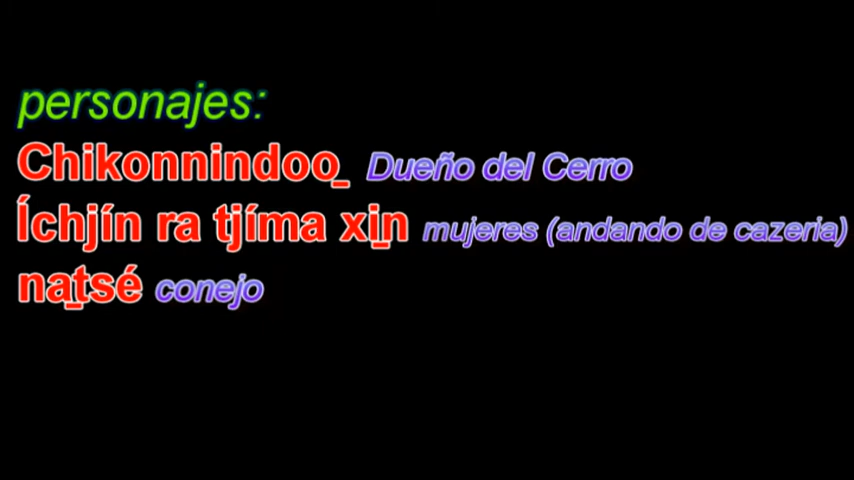 personajes:
Chikonnindoo̱ Dueño del Cerro
Íchjín ra tjíma xi̱n mujeres (andando de cazeria)
na̱tsé conejo